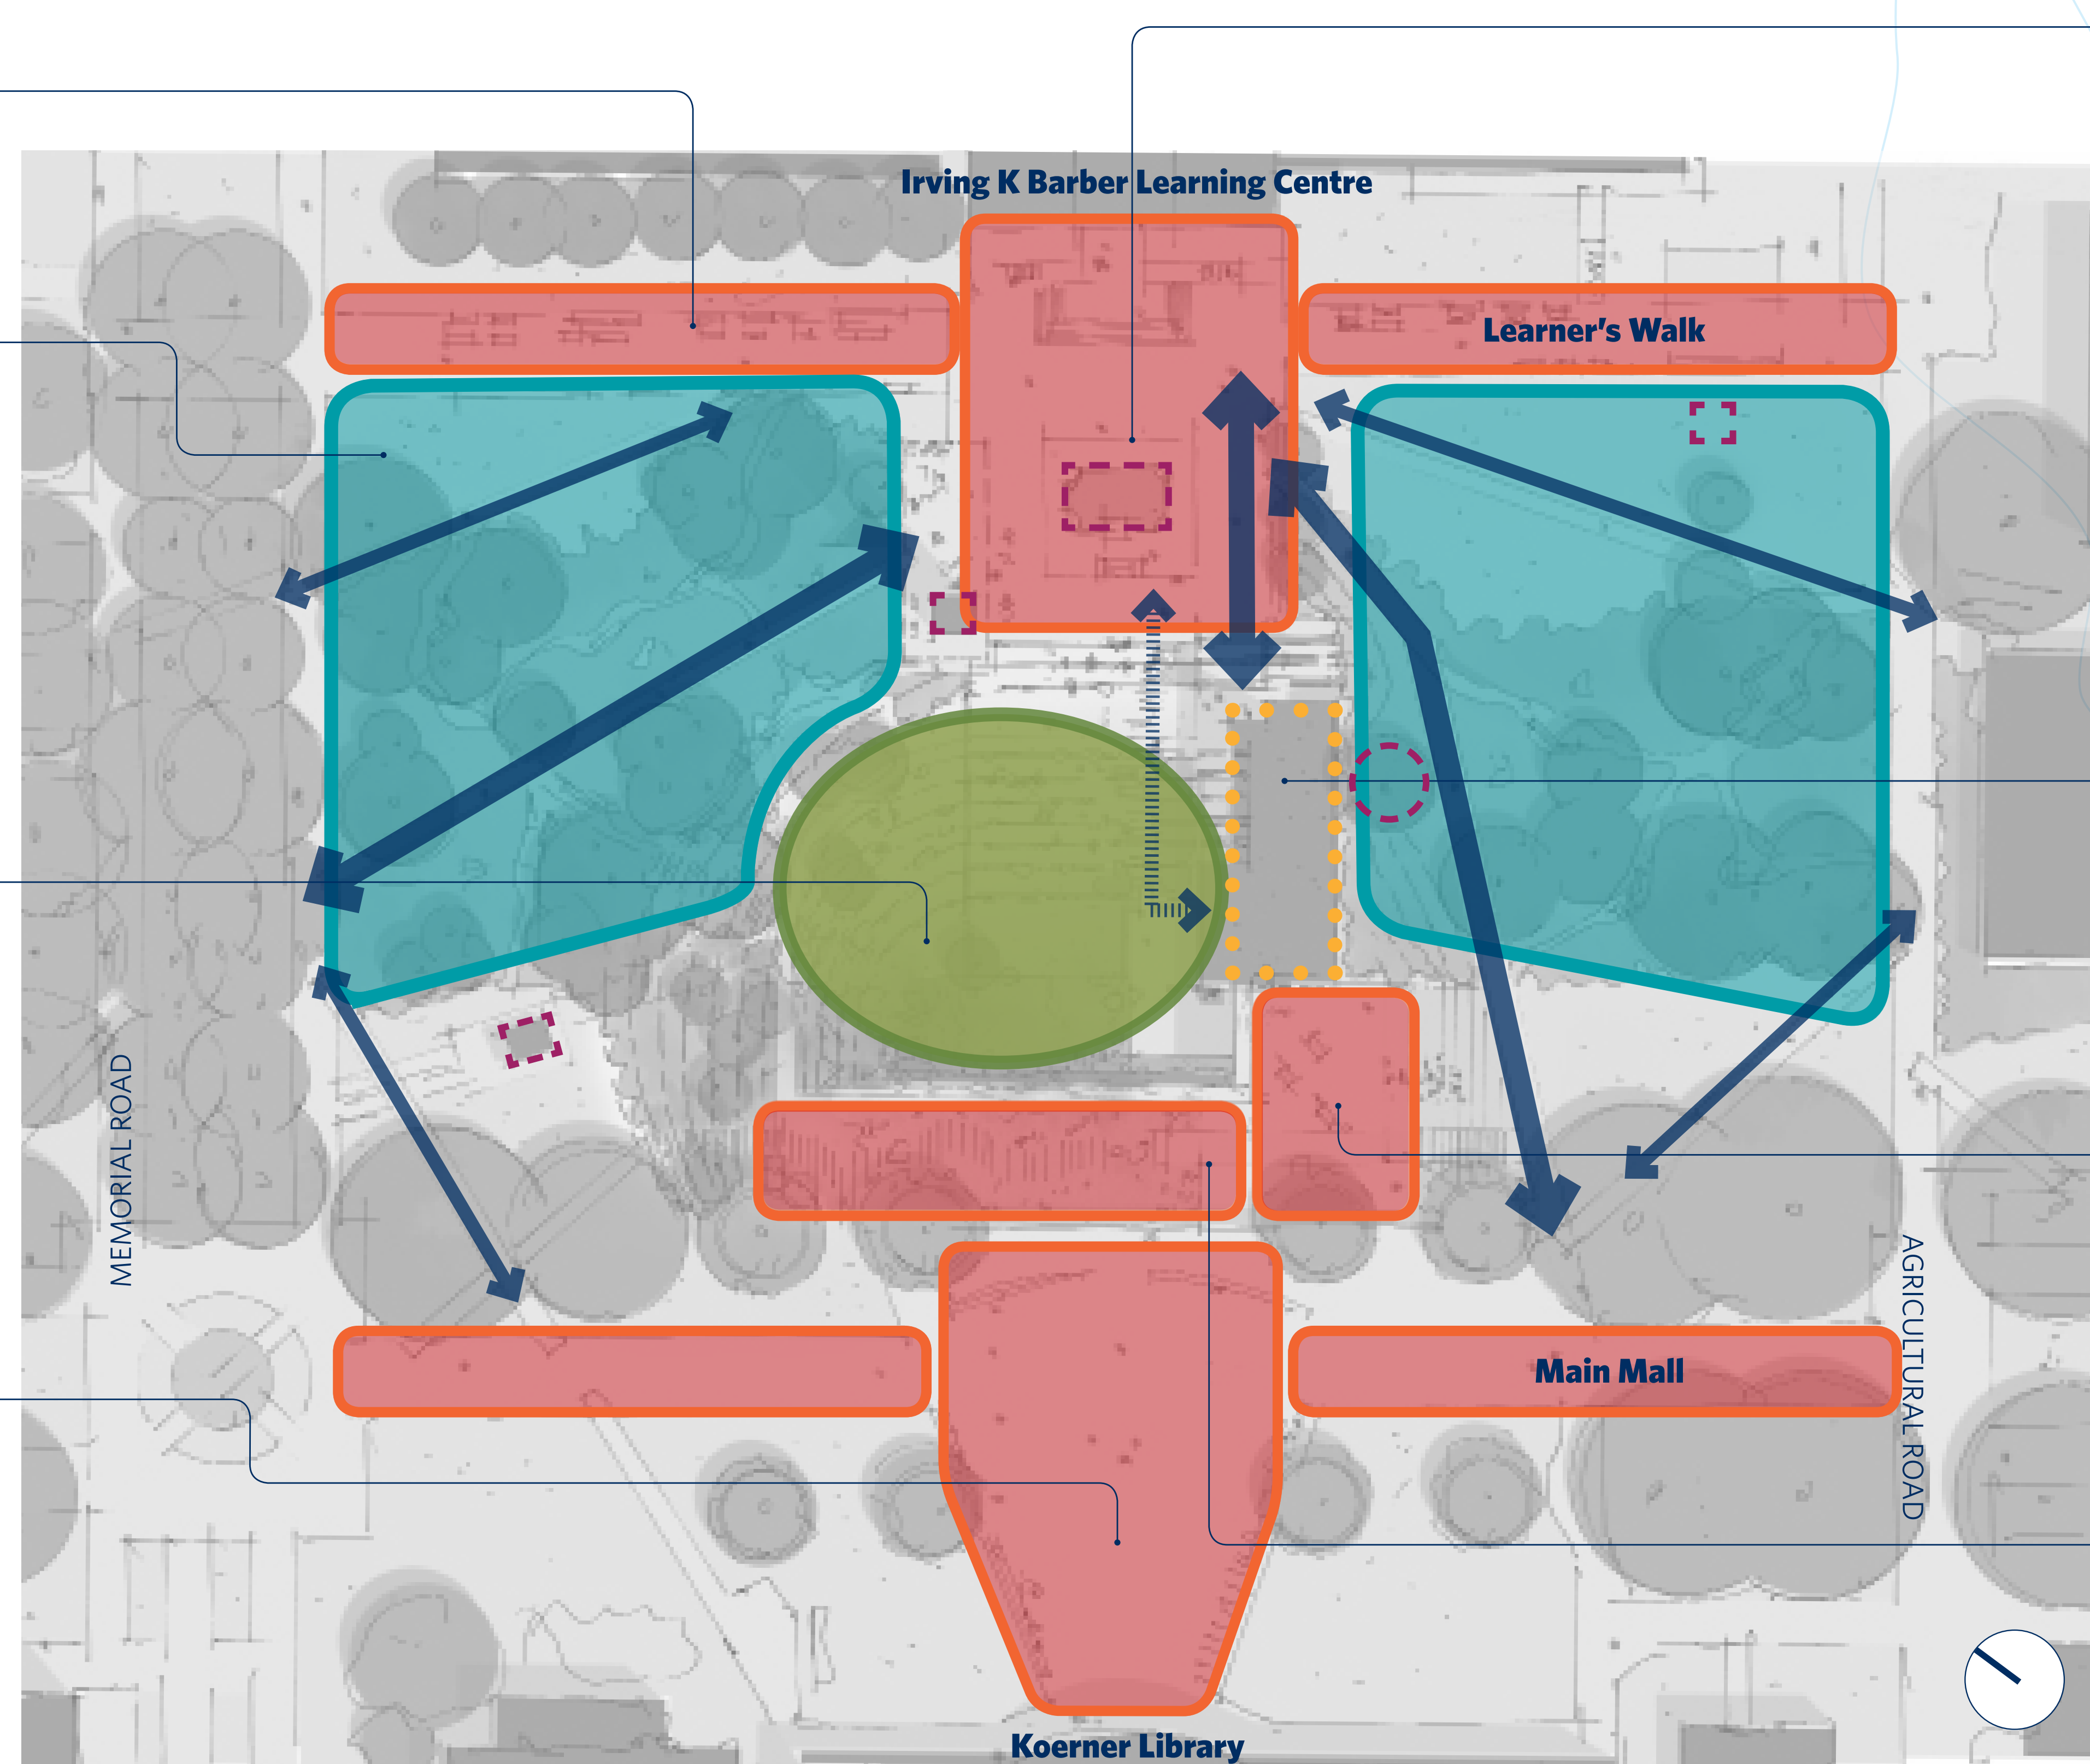 Irving K Barber Learning Centre
Learner's Walk
MEMORIAL ROAD
AGRICULTURAL ROAD
Main Mall
Koerner Library